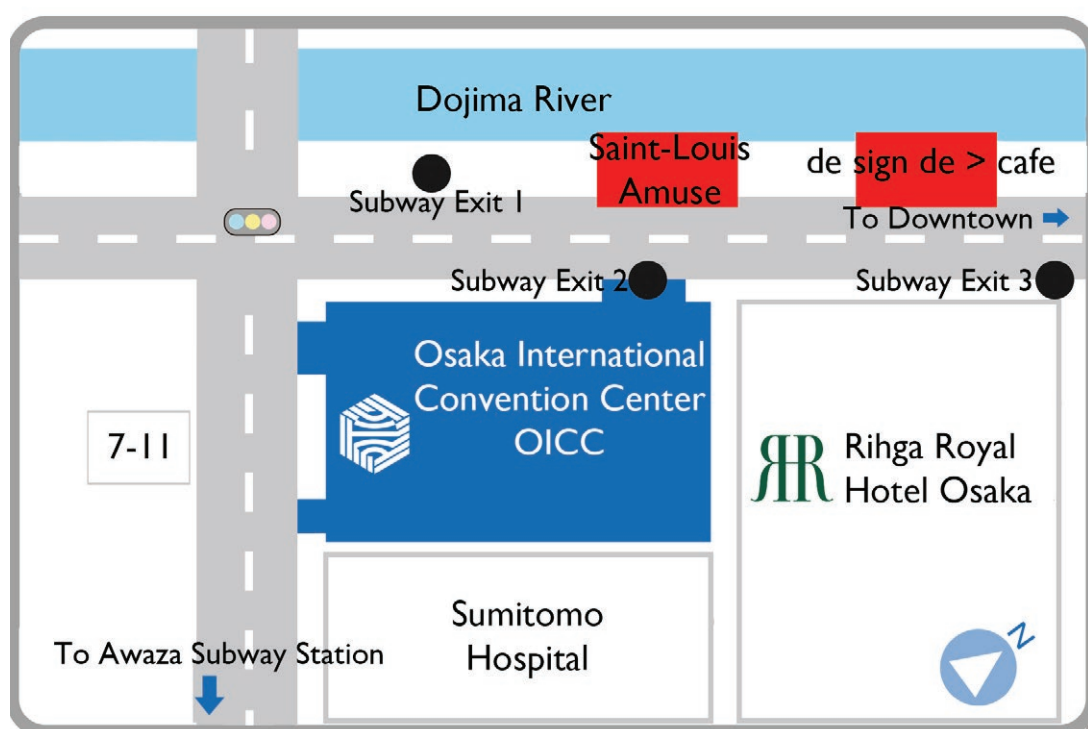 Dojima River
Saint-Louis
Amuse
de sign de > cafe
Subway Exit 1
To Downtown
Subway Exit 2
Subway Exit 3
Osaka International
Convention Center
OICC
7-11
Rihga Royal
Hotel Osaka
Sumitomo
Hospital
To Awaza Subway Station
N